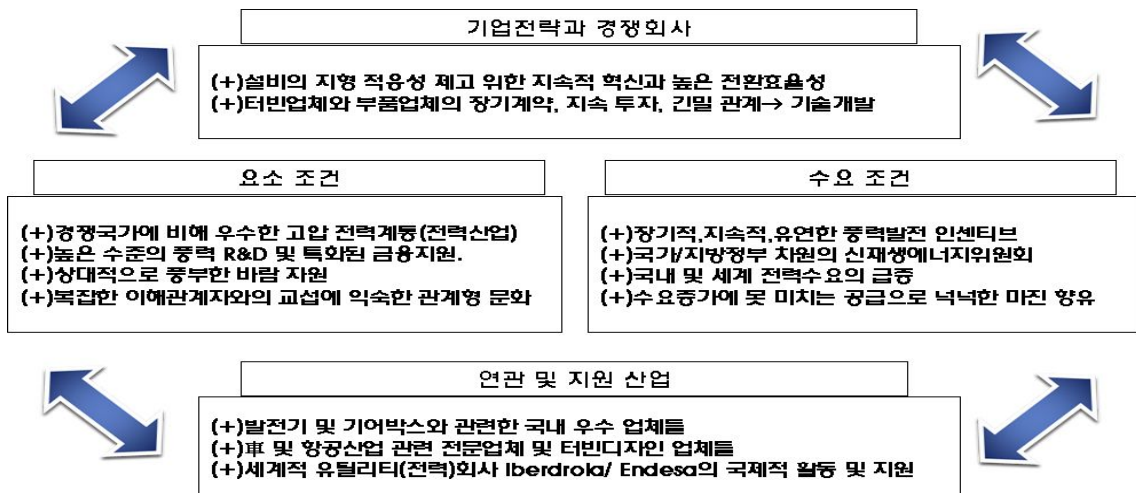 기업전략과 경쟁회사
(+)설비의 지형 적응성 제고 위한 지속적 혁신과 높은 전환효율성
(+)터빈업체와 부품업체의 장기계약, 지속 투자, 긴밀 관계→ 기술개발
요소 조건
(+)경쟁국가에 비해 우수한 고압 전력계통(전력산업)
(+)높은 수준의 풍력 R&D 및 특화된 금융지원.
(+)상대적으로 풍부한 바람 자원
(+)복잡한 이해관계자와의 교섭에 익숙한 관계형 문화
수요 조건
(+)장기적,지속적,유연한 풍력발전 인센티브
(+)국가/지방정부 차원의 신재생에너지위원회
(+)국내 및 세계 전력수요의 급증
(+)수요증가에 못 미치는 공급으로 넉넉한 마진 향유
연관 및 지원 산업
(+)발전기 및 기어박스와 관련한 국내 우수 업체들
(+)車 및 항공산업 관련 전문업체 및 터빈디자인 업체들
(+)세계적 유틸리티(전력)회사 Iberdrola/ Endesa의 국제적 활동 및 지원